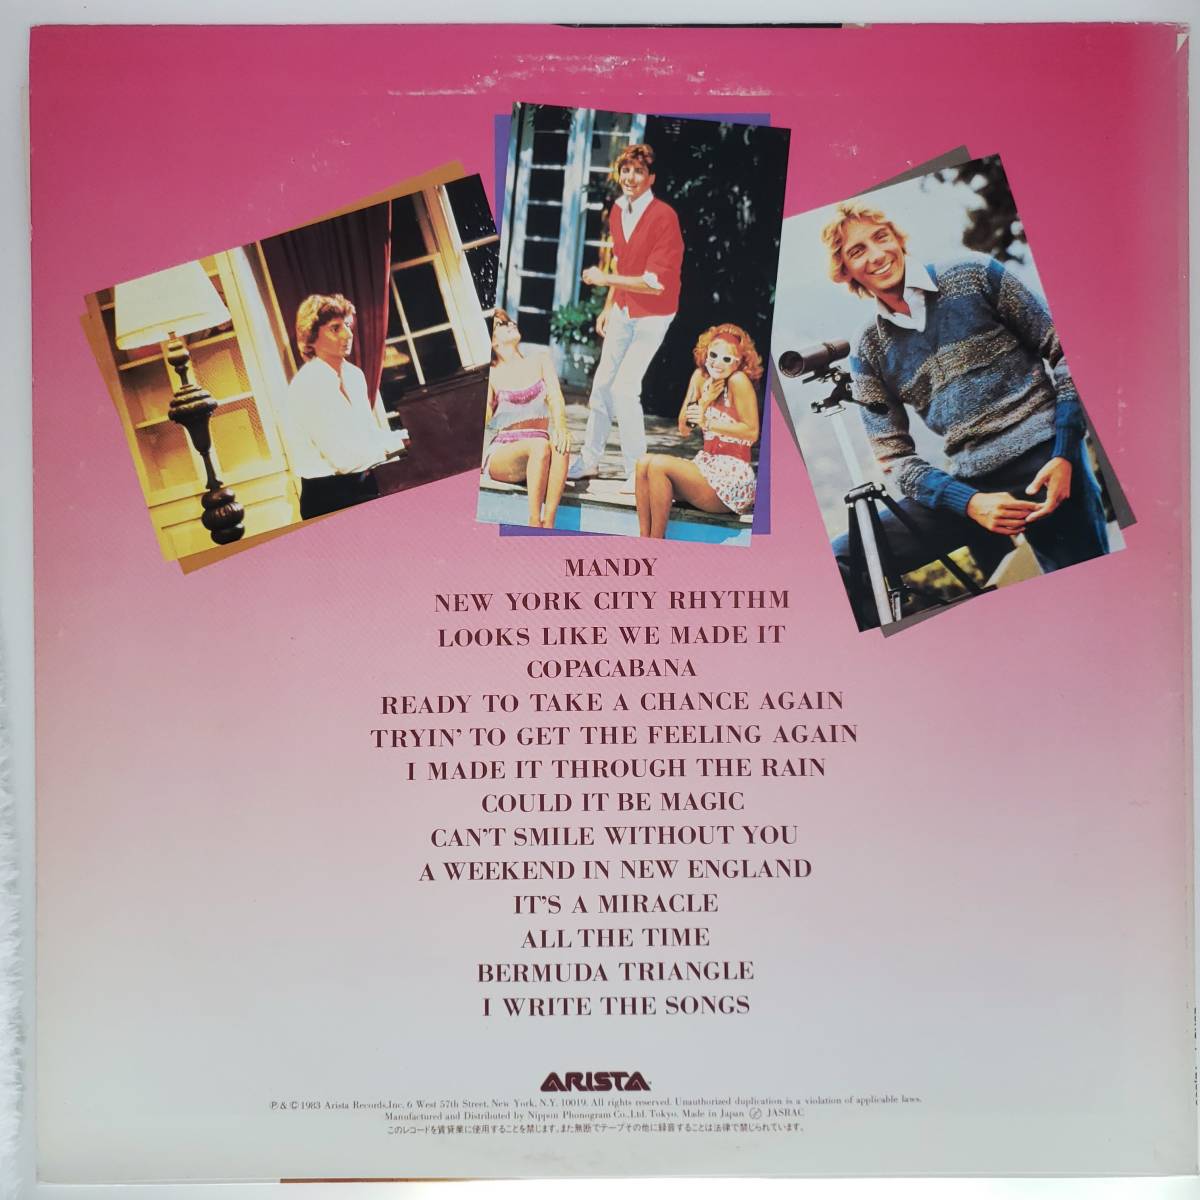 MANDY
NEW YORK CITY RHYTHM
LOOKS LIKE WE MADE IT
COPACABANA
READY TO TAKE A CHANCE AGAIN
TRYIN' TO GET THE FEELING AGAIN
I MADE IT THROUGH THE RAIN
COULD IT BE MAGIC
CAN'T SMILE WITHOUT YOU
A WEEKEND IN NEW ENGLAND
IT'S A MIRACLE
ALL THE TIME
BERMUDA TRIANGLE
I WRITE THE SONGS
ARISTA
℗ & © 1983 Arista Records, Inc. 6 West 57th Street, New York, N.Y. 10019. All rights reserved. Unauthorized duplication is a violation of applicable laws.
Manufactured and Distributed by Nippon Phonogram Co., Ltd. Tokyo. Made in Japan JASRAC
このレコードを賃貸業に使用することを禁じます。また無断でテープその他に録音することは法律で禁じられています。